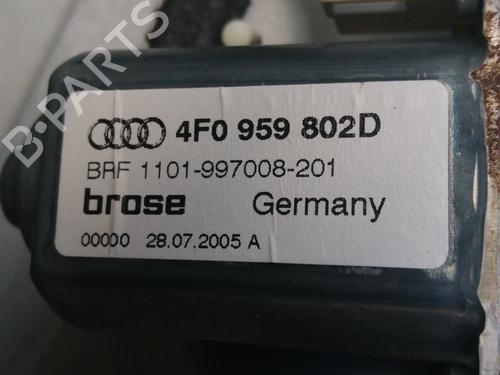 4F0 959 802D
BRF 1101-997008-201
brose Germany
00000 28.07.2005 A
B-PARTS